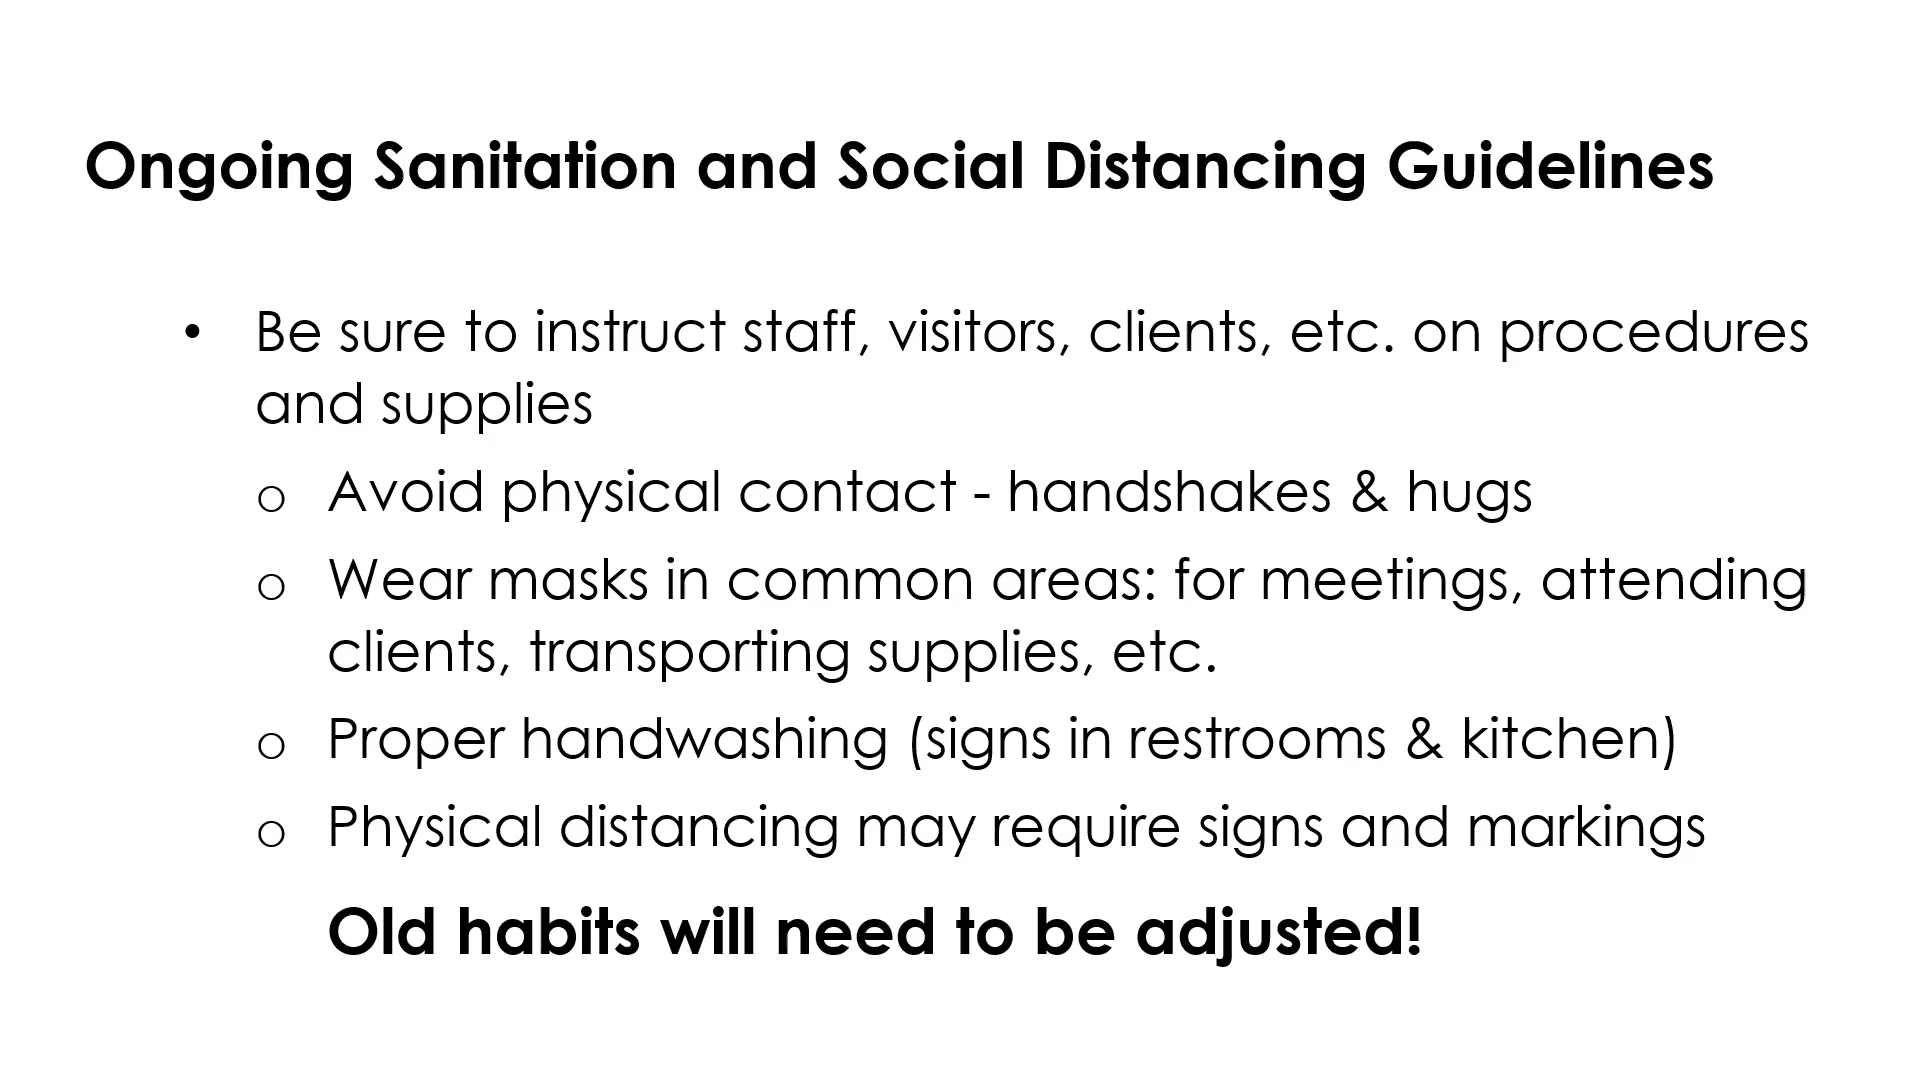 Ongoing Sanitation and Social Distancing Guidelines
• Be sure to instruct staff, visitors, clients, etc. on procedures
and supplies
o Avoid physical contact - handshakes & hugs
o Wear masks in common areas: for meetings, attending
clients, transporting supplies, etc.
o Proper handwashing (signs in restrooms & kitchen)
o Physical distancing may require signs and markings
Old habits will need to be adjusted!